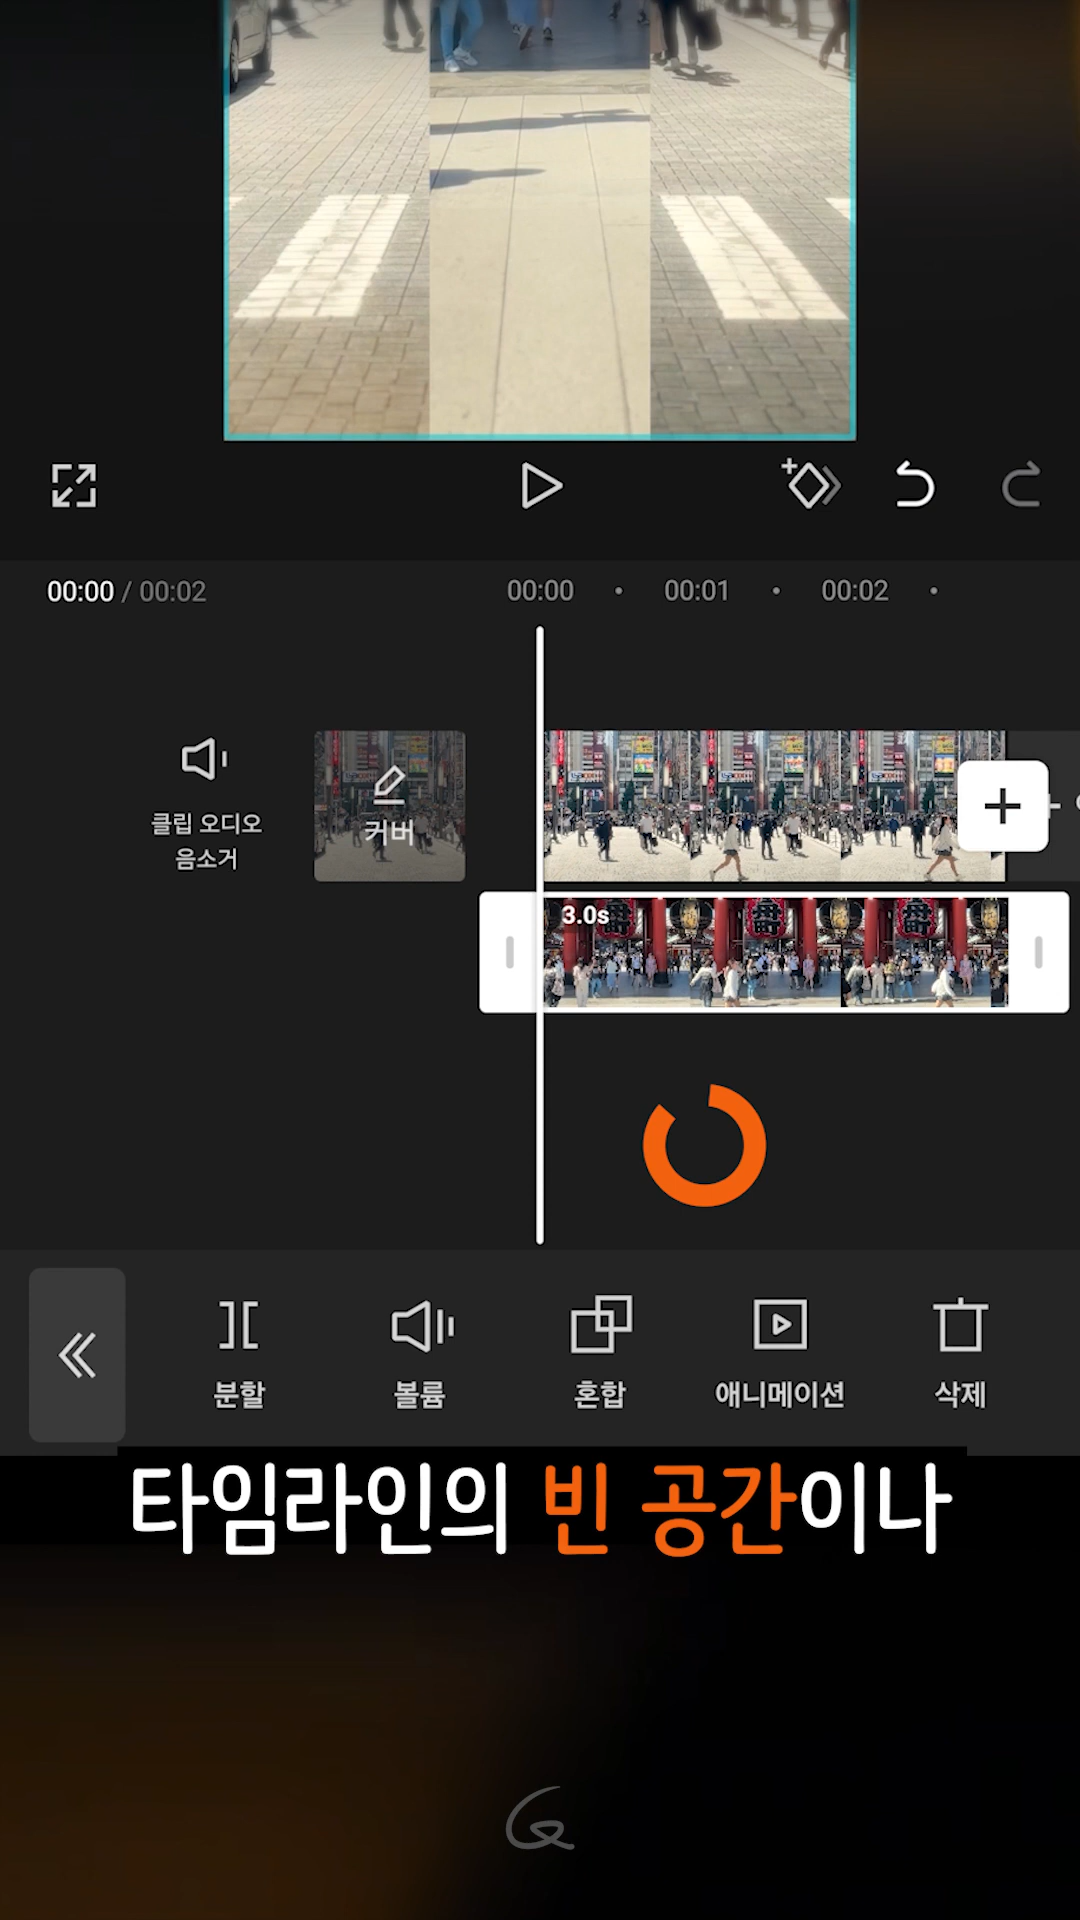 00:00 / 00:02
00:00 00:01 00:02
클립 오디오
음소거
커버
3.0s
분할
볼륨
혼합
애니메이션
삭제
타임라인의 빈 공간이나